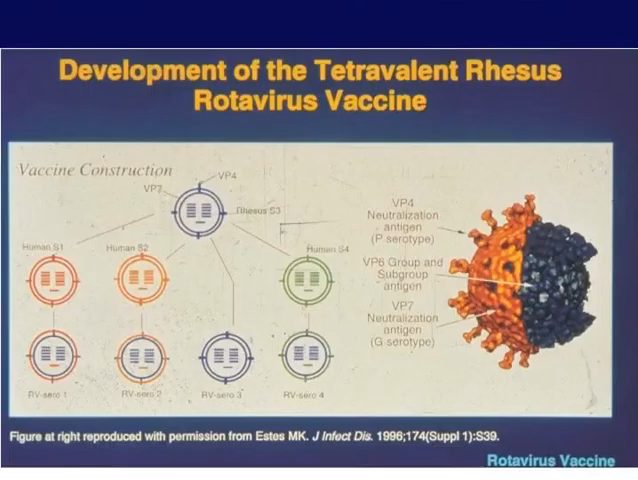 Development of the Tetravalent Rhesus
Rotavirus Vaccine
Vaccine Construction
VP4
VP7
Rhesus S3
Human S1
Human S2
Human S4
RV-sero 1
RV-sero 2
RV-sero 3
RV-sero 4
VP4
Neutralization
antigen
(P serotype)
VP6 Group and
Subgroup
antigen
VP7
Neutralization
antigen
(G serotype)
Figure at right reproduced with permission from Estes MK. J Infect Dis. 1996;174(Suppl 1):S39.
Rotavirus Vaccine